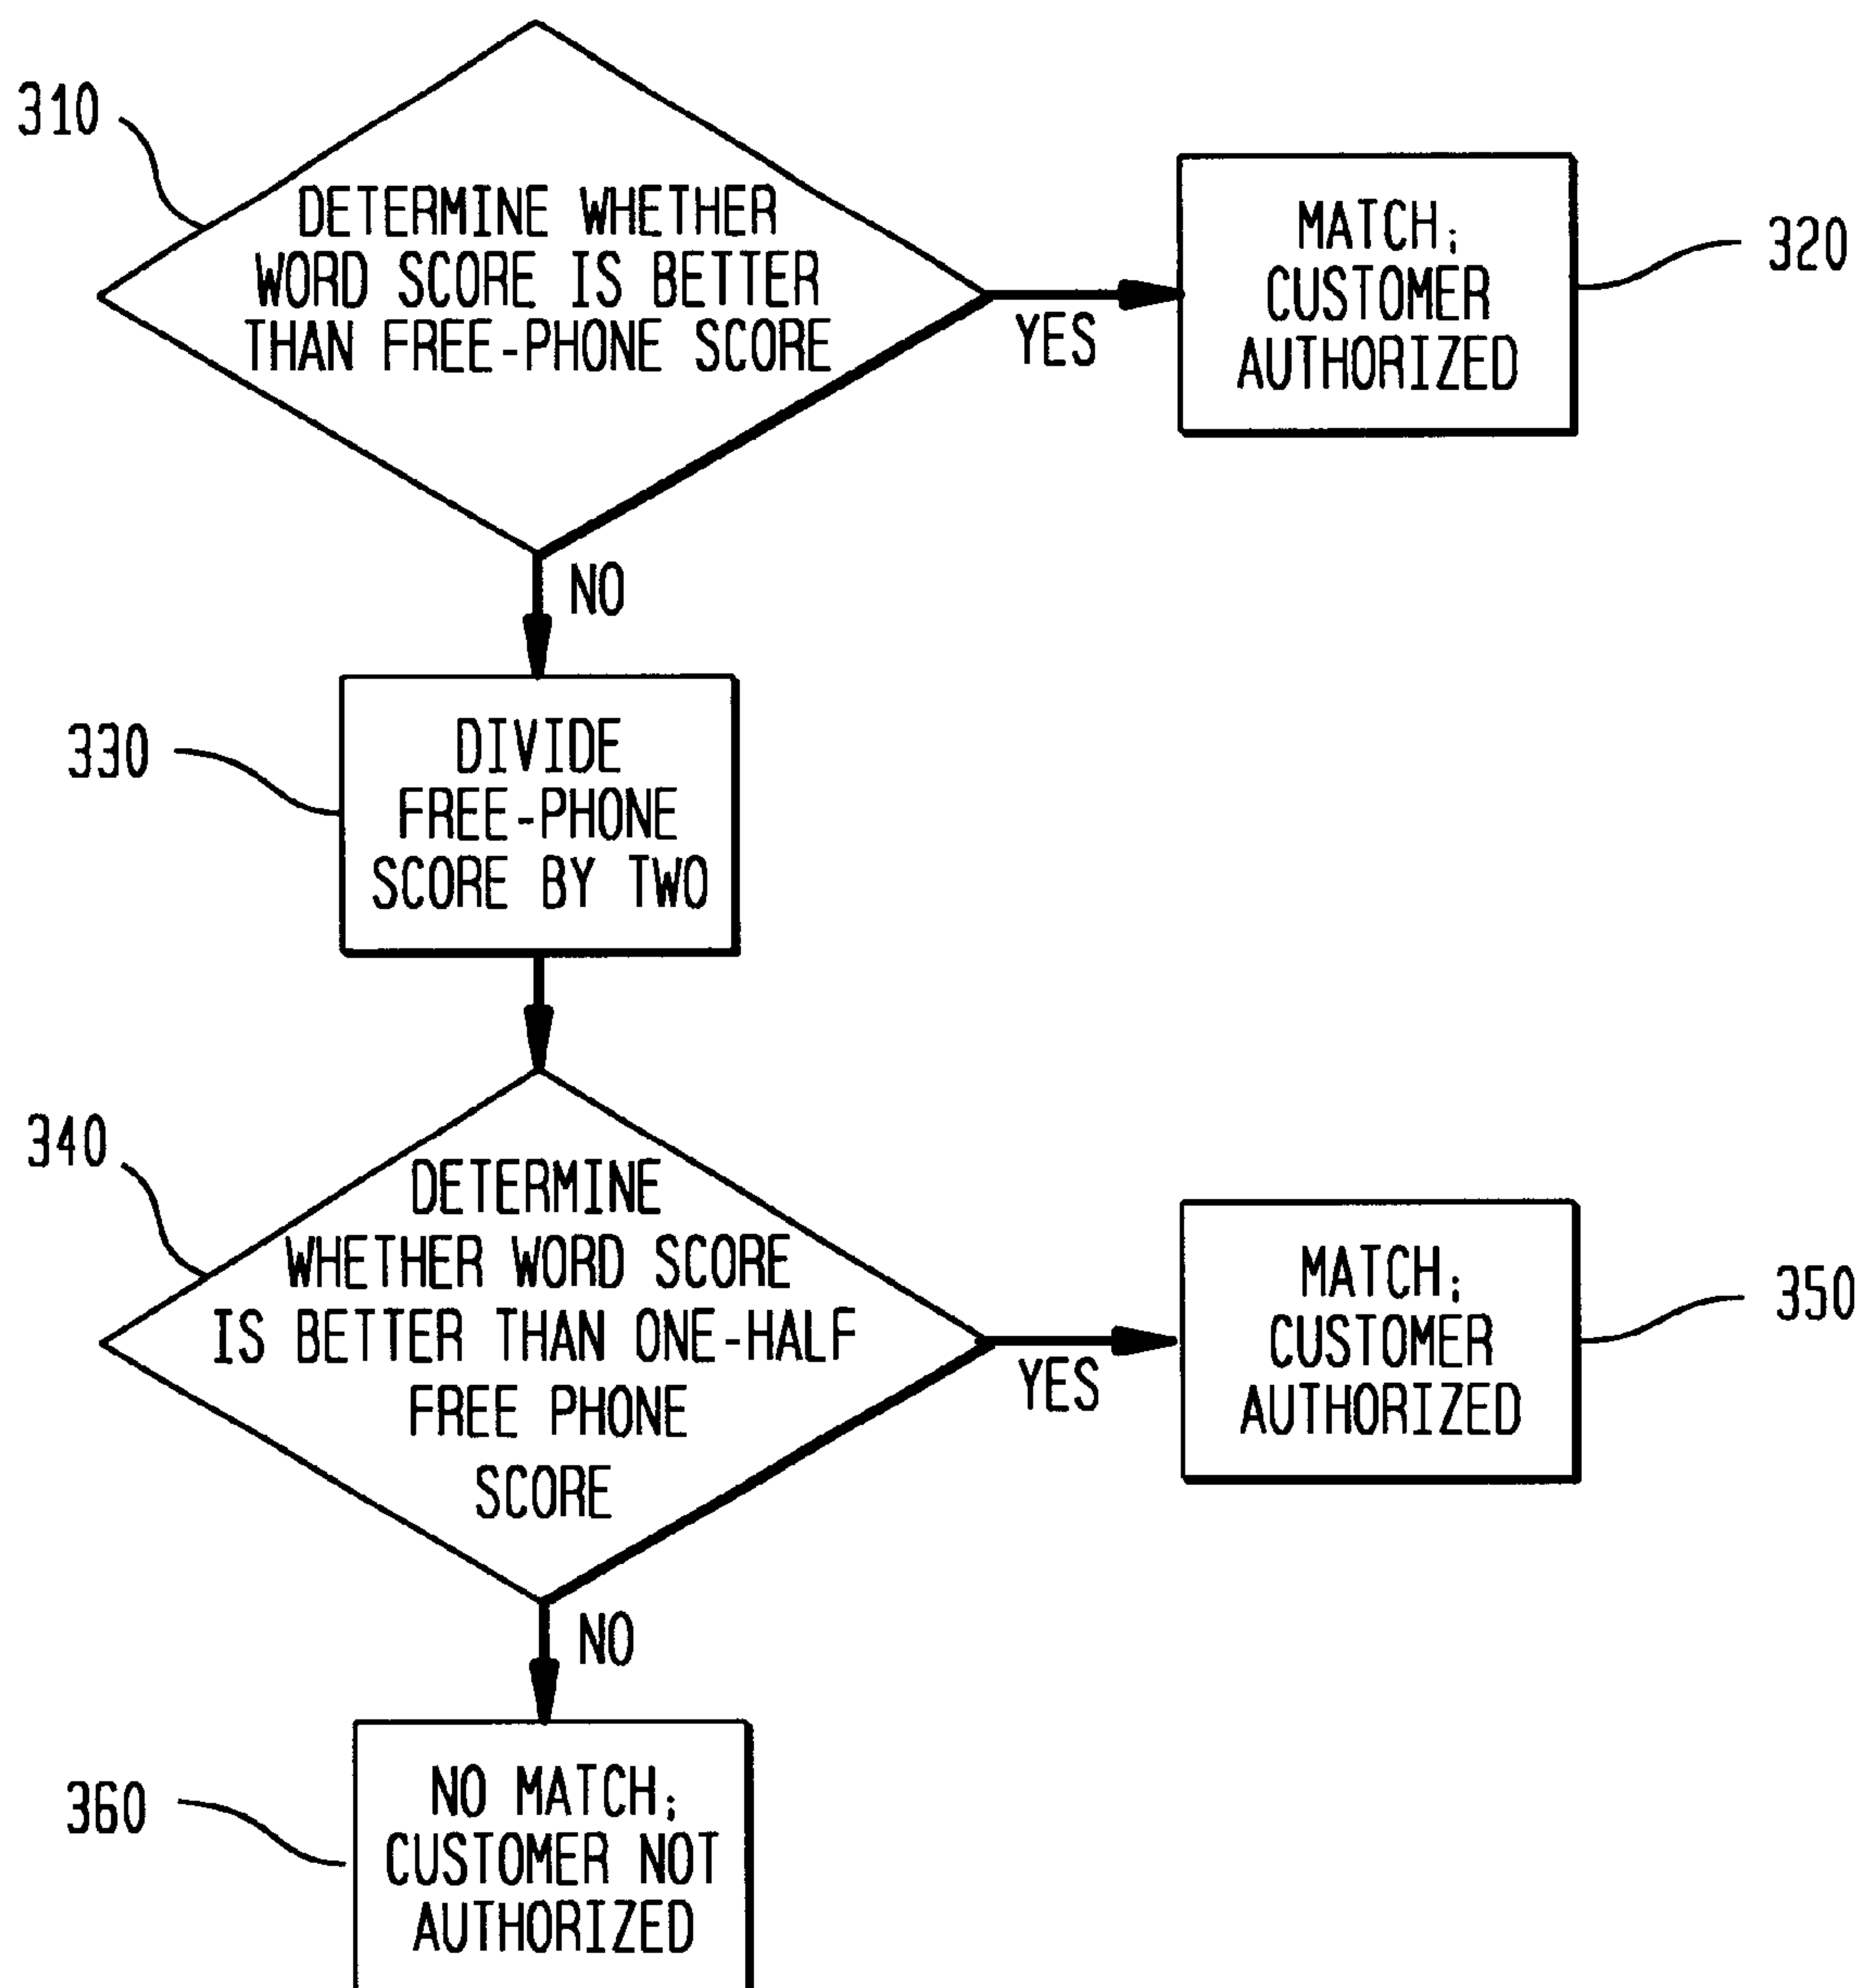 310
DETERMINE WHETHER
WORD SCORE IS BETTER
THAN FREE-PHONE SCORE
YES
MATCH;
CUSTOMER
AUTHORIZED
320
NO
330
DIVIDE
FREE-PHONE
SCORE BY TWO
340
DETERMINE
WHETHER WORD SCORE
IS BETTER THAN ONE-HALF
FREE PHONE
SCORE
YES
MATCH;
CUSTOMER
AUTHORIZED
350
NO
360
NO MATCH;
CUSTOMER NOT
AUTHORIZED